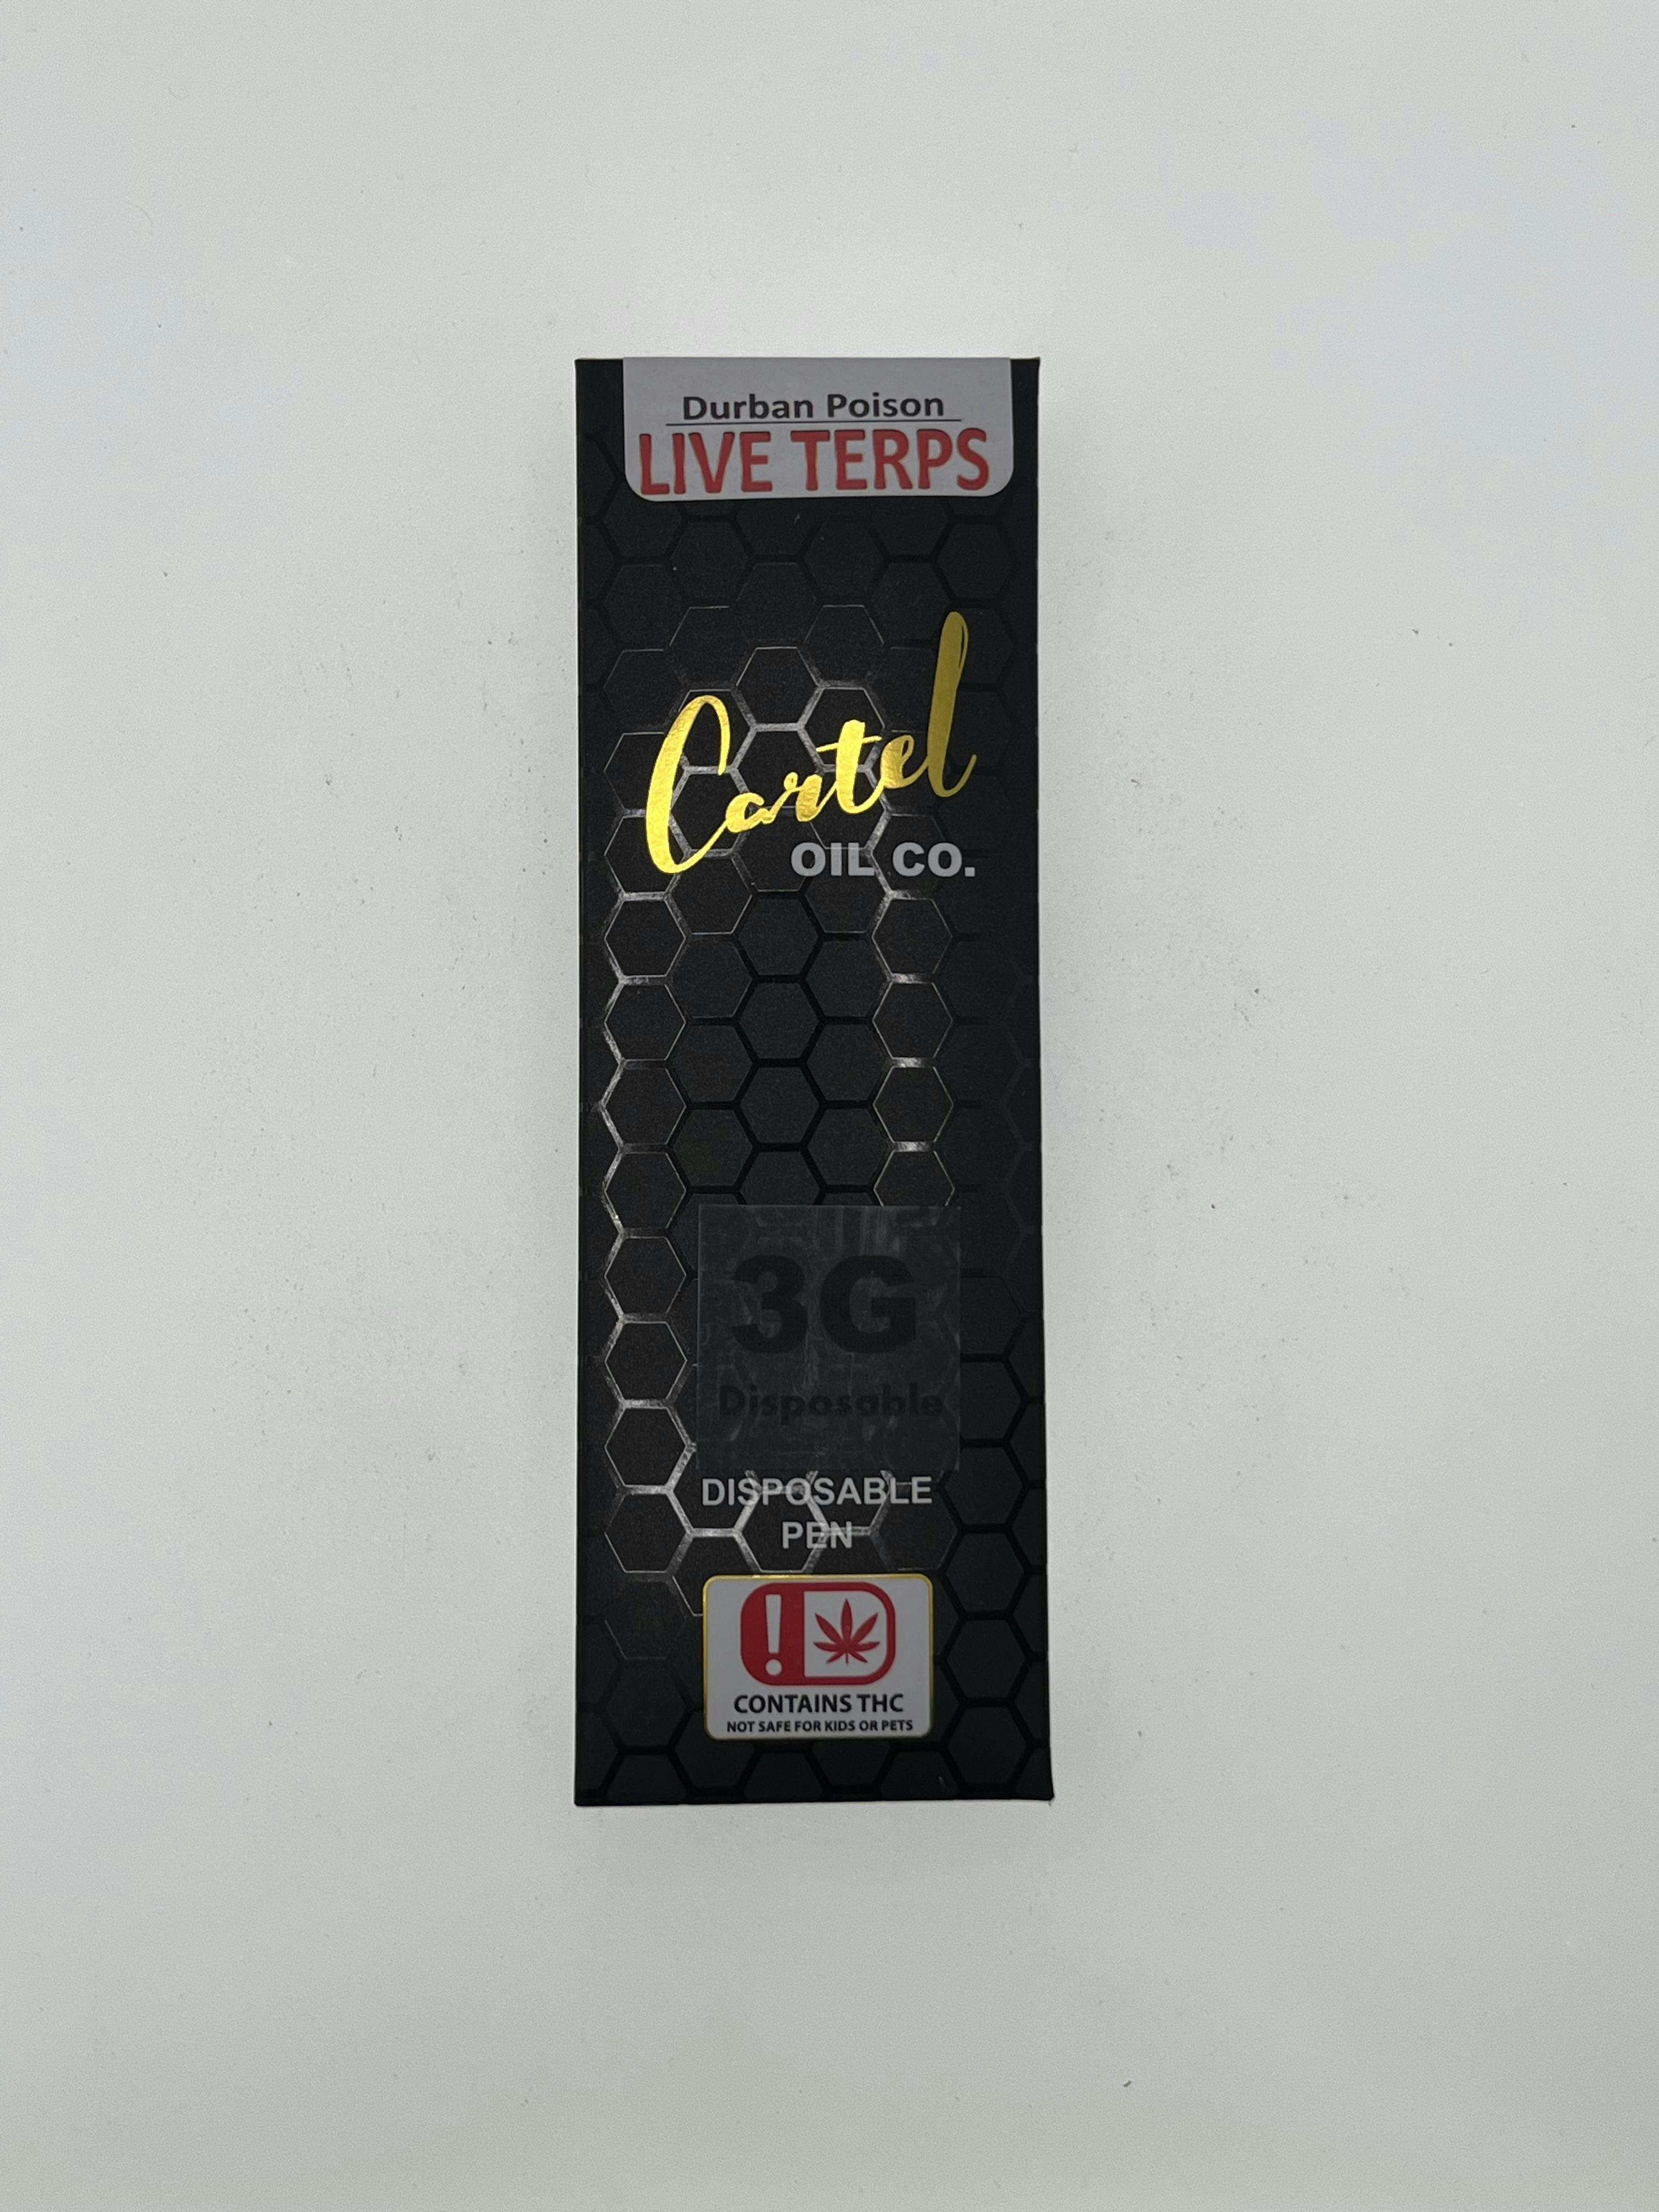 Durban Poison
LIVE TERPS
Cartel
OIL CO.
3G
Disposable
DISPOSABLE
PEN
!
CONTAINS THC
NOT SAFE FOR KIDS OR PETS